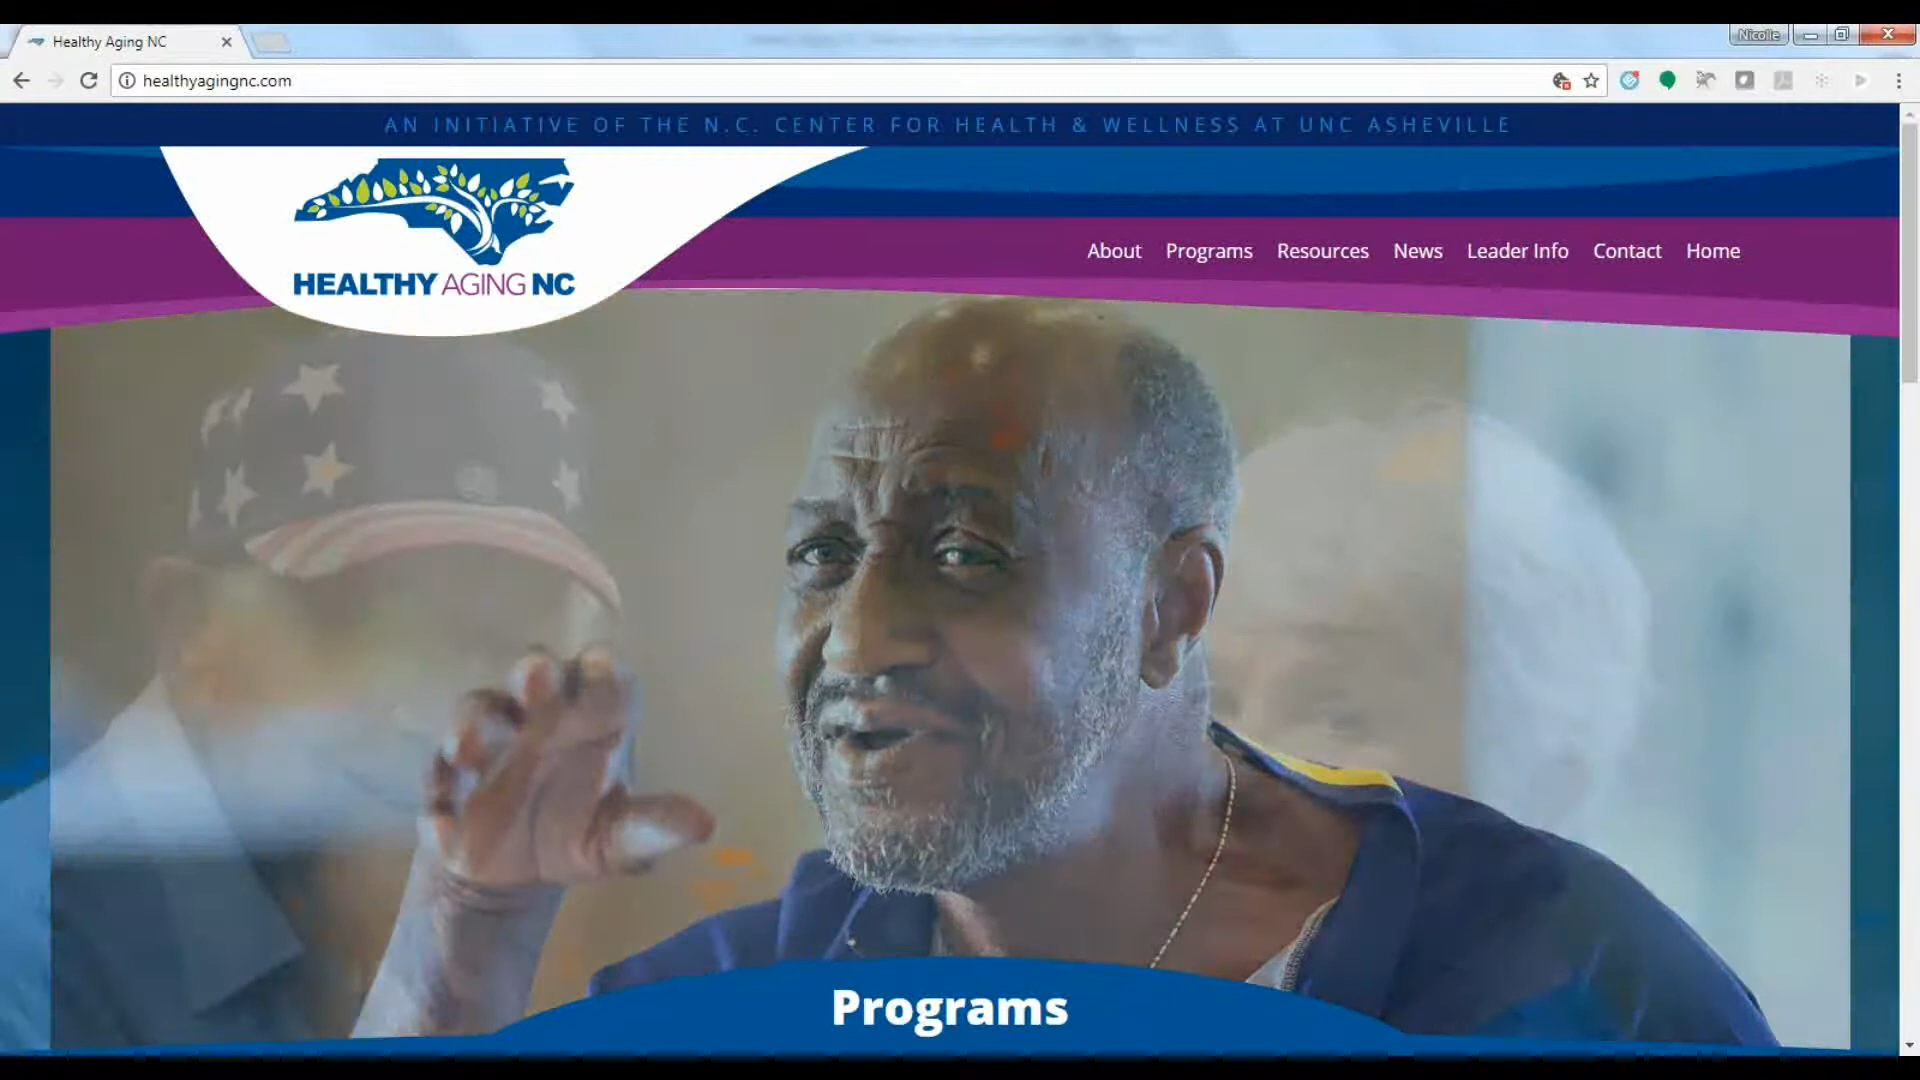 Healthy Aging NC
Nicolle
healthyagingnc.com
AN INITIATIVE OF THE N.C. CENTER FOR HEALTH & WELLNESS AT UNC ASHEVILLE
HEALTHY AGING NC
About Programs Resources News Leader Info Contact Home
Programs